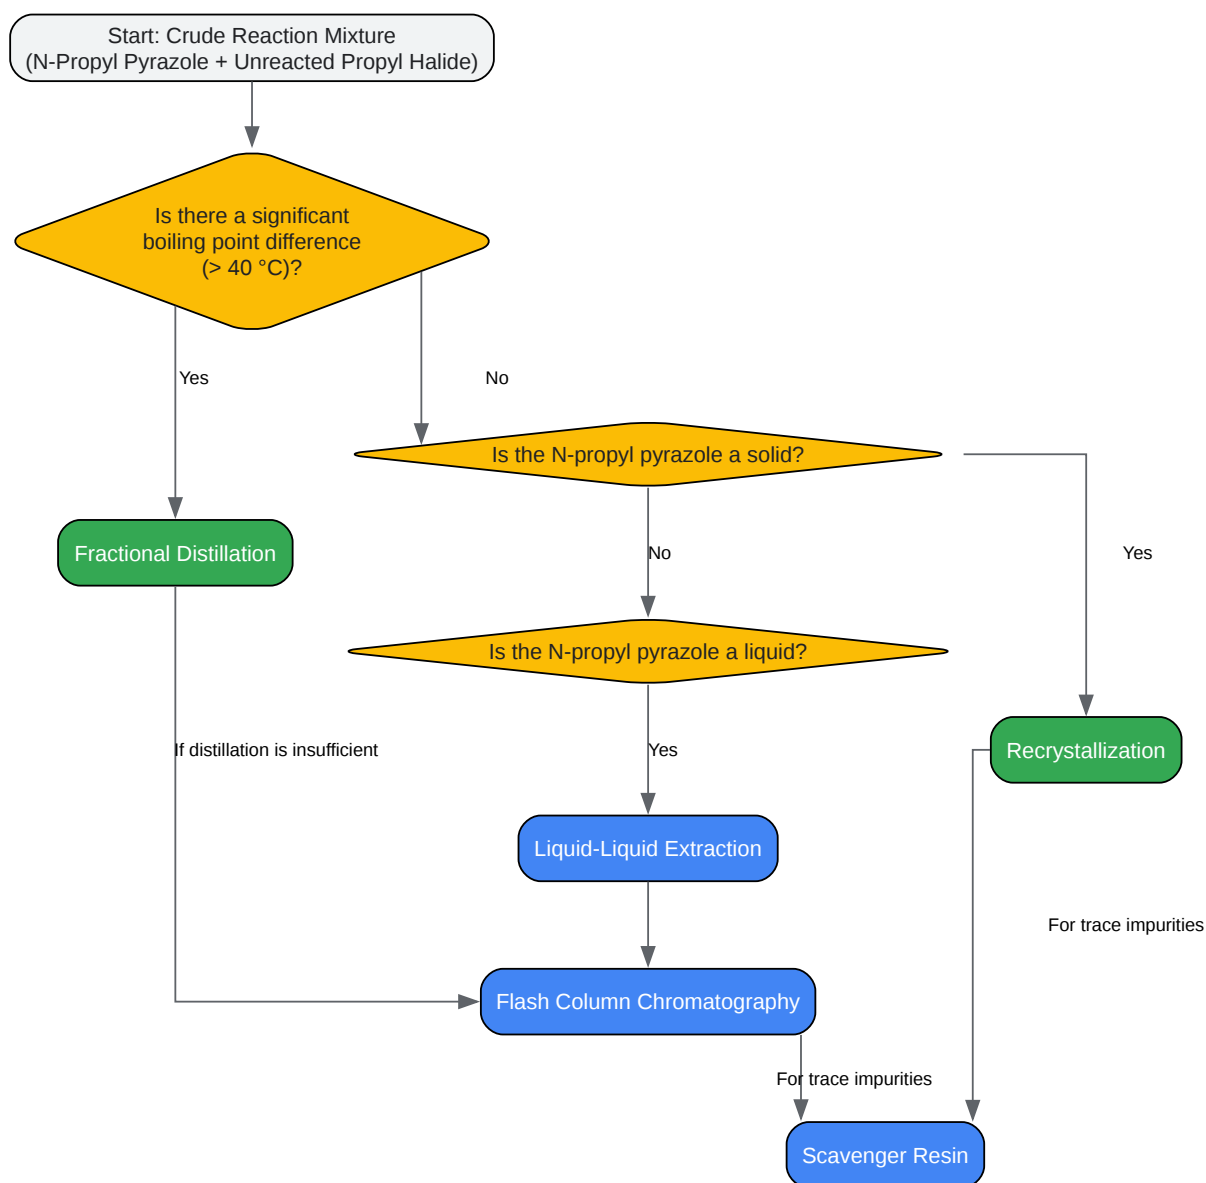 Start: Crude Reaction Mixture
(N-Propyl Pyrazole + Unreacted Propyl Halide)
Is there a significant
boiling point difference
(> 40 °C)?
Yes
No
Is the N-propyl pyrazole a solid?
Fractional Distillation
No
Yes
Is the N-propyl pyrazole a liquid?
If distillation is insufficient
Yes
Recrystallization
Liquid-Liquid Extraction
For trace impurities
Flash Column Chromatography
For trace impurities
Scavenger Resin